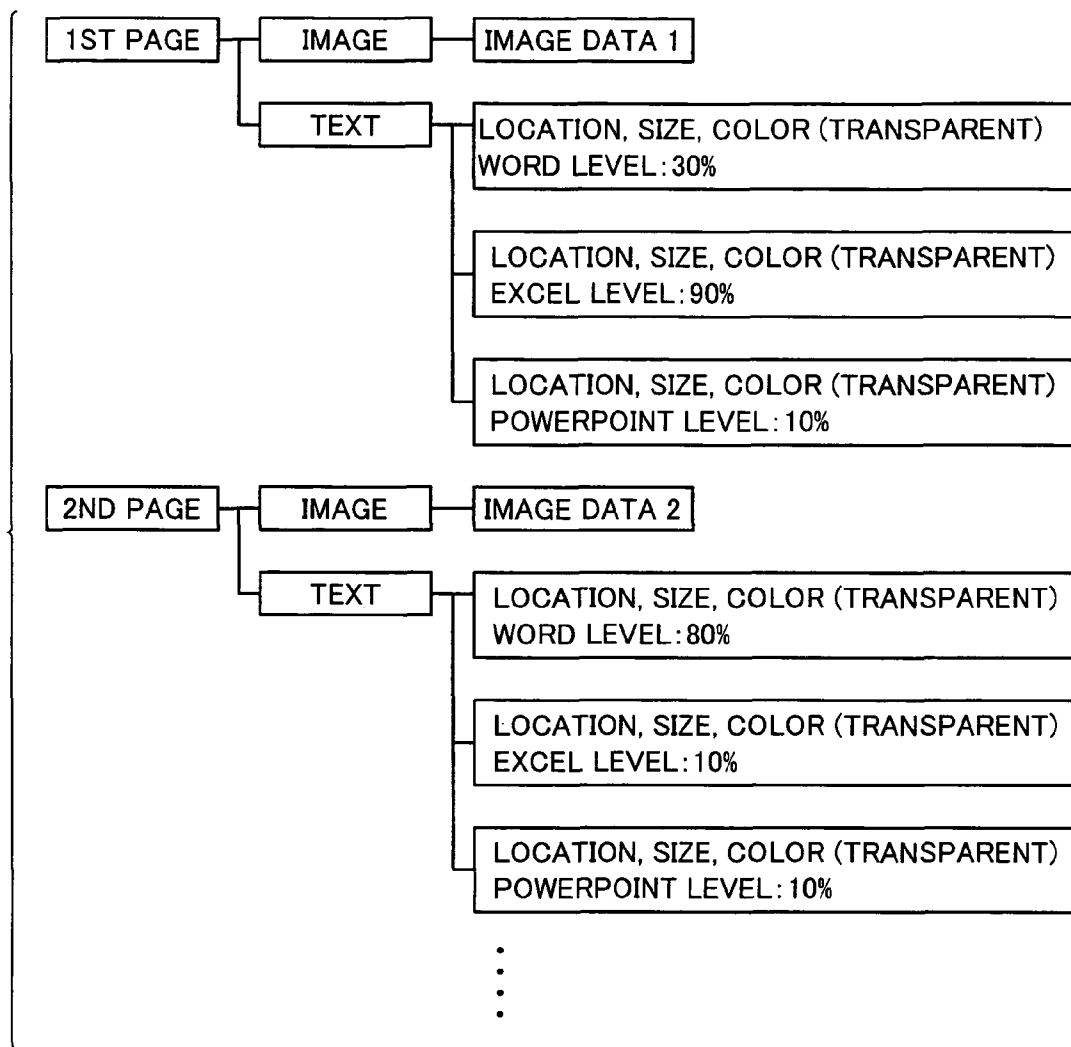 1ST PAGE
IMAGE
IMAGE DATA 1
TEXT
LOCATION, SIZE, COLOR (TRANSPARENT)
WORD LEVEL:30%
LOCATION, SIZE, COLOR (TRANSPARENT)
EXCEL LEVEL:90%
LOCATION, SIZE, COLOR (TRANSPARENT)
POWERPOINT LEVEL:10%
2ND PAGE
IMAGE
IMAGE DATA 2
TEXT
LOCATION, SIZE, COLOR (TRANSPARENT)
WORD LEVEL:80%
LOCATION, SIZE, COLOR (TRANSPARENT)
EXCEL LEVEL:10%
LOCATION, SIZE, COLOR (TRANSPARENT)
POWERPOINT LEVEL:10%